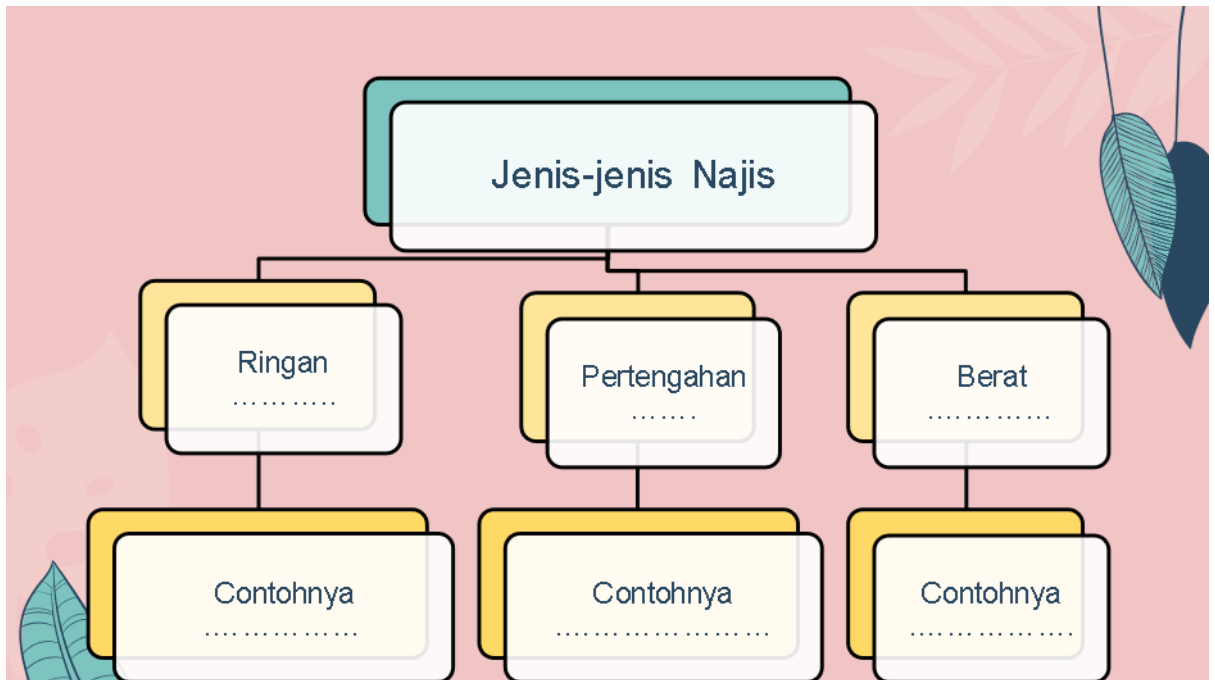 Jenis-jenis Najis
Ringan
………..
Pertengahan
…….
Berat
…………
Contohnya
……………
Contohnya
…………………
Contohnya
…………….